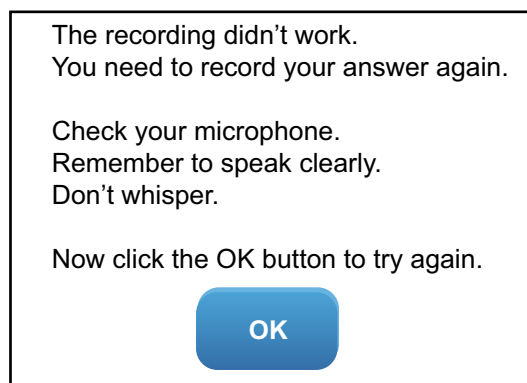 The recording didn’t work.
You need to record your answer again.
Check your microphone.
Remember to speak clearly.
Don’t whisper.
Now click the OK button to try again.
OK